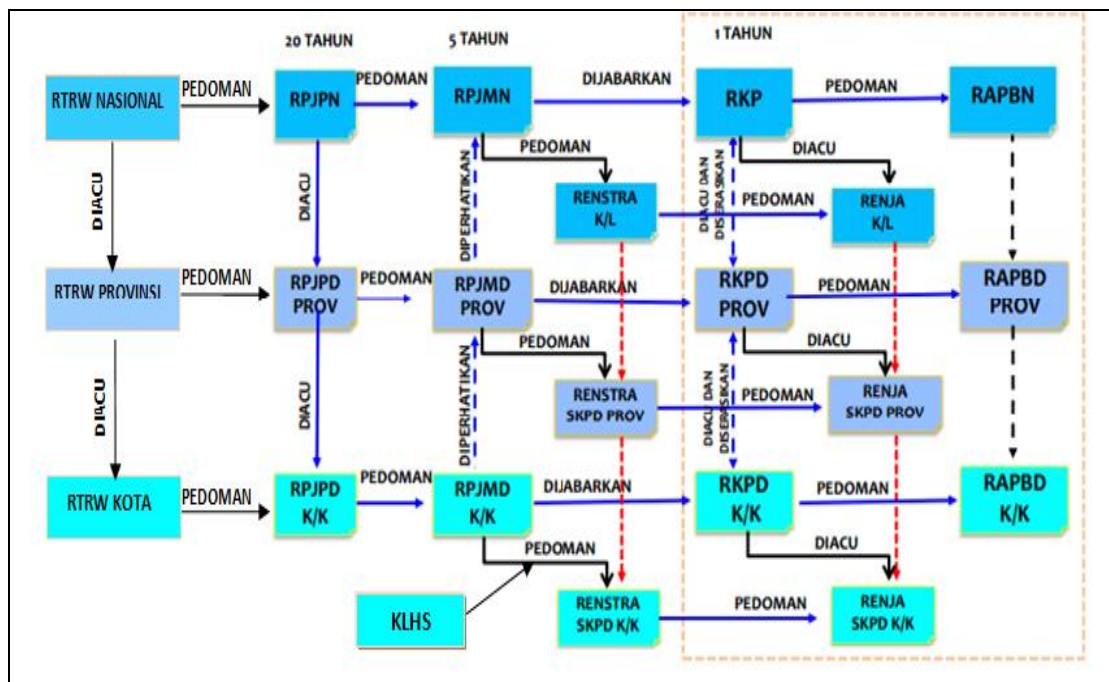 20 TAHUN
5 TAHUN
1 TAHUN
RTRW NASIONAL
PEDOMAN
RPJPN
PEDOMAN
RPJMN
DIJABARKAN
RKP
PEDOMAN
RAPBN
DIACU
DIACU
DIPERHATIKAN
PEDOMAN
RENSTRA
K/L
PEDOMAN
DIACU DAN
DISERASIKAN
DIACU
RENJA
K/L
RTRW PROVINSI
PEDOMAN
RPJPD
PROV
PEDOMAN
RPJMD
PROV
DIJABARKAN
RKPD
PROV
PEDOMAN
RAPBD
PROV
DIACU
DIACU
DIPERHATIKAN
PEDOMAN
RENSTRA
SKPD PROV
PEDOMAN
DIACU DAN
DISERASIKAN
DIACU
RENJA
SKPD PROV
RTRW KOTA
PEDOMAN
RPJPD
K/K
PEDOMAN
RPJMD
K/K
DIJABARKAN
RKPD
K/K
PEDOMAN
RAPBD
K/K
PEDOMAN
DIACU
KLHS
RENSTRA
SKPD K/K
PEDOMAN
RENJA
SKPD K/K